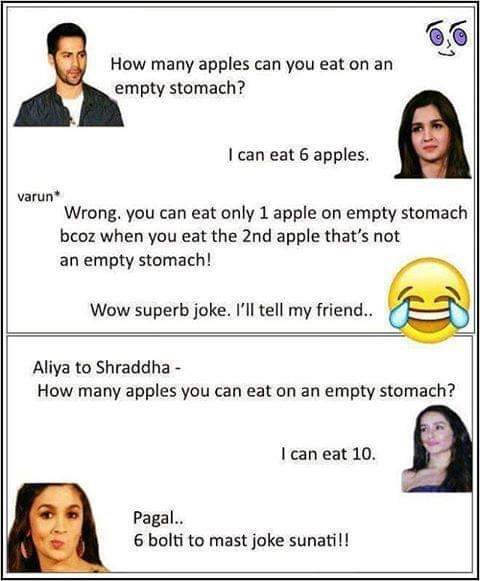 How many apples can you eat on an
empty stomach?
I can eat 6 apples.
varun*
Wrong. you can eat only 1 apple on empty stomach
bcoz when you eat the 2nd apple that's not
an empty stomach!
Wow superb joke. I'll tell my friend..
Aliya to Shraddha -
How many apples you can eat on an empty stomach?
I can eat 10.
Pagal..
6 bolti to mast joke sunati!!